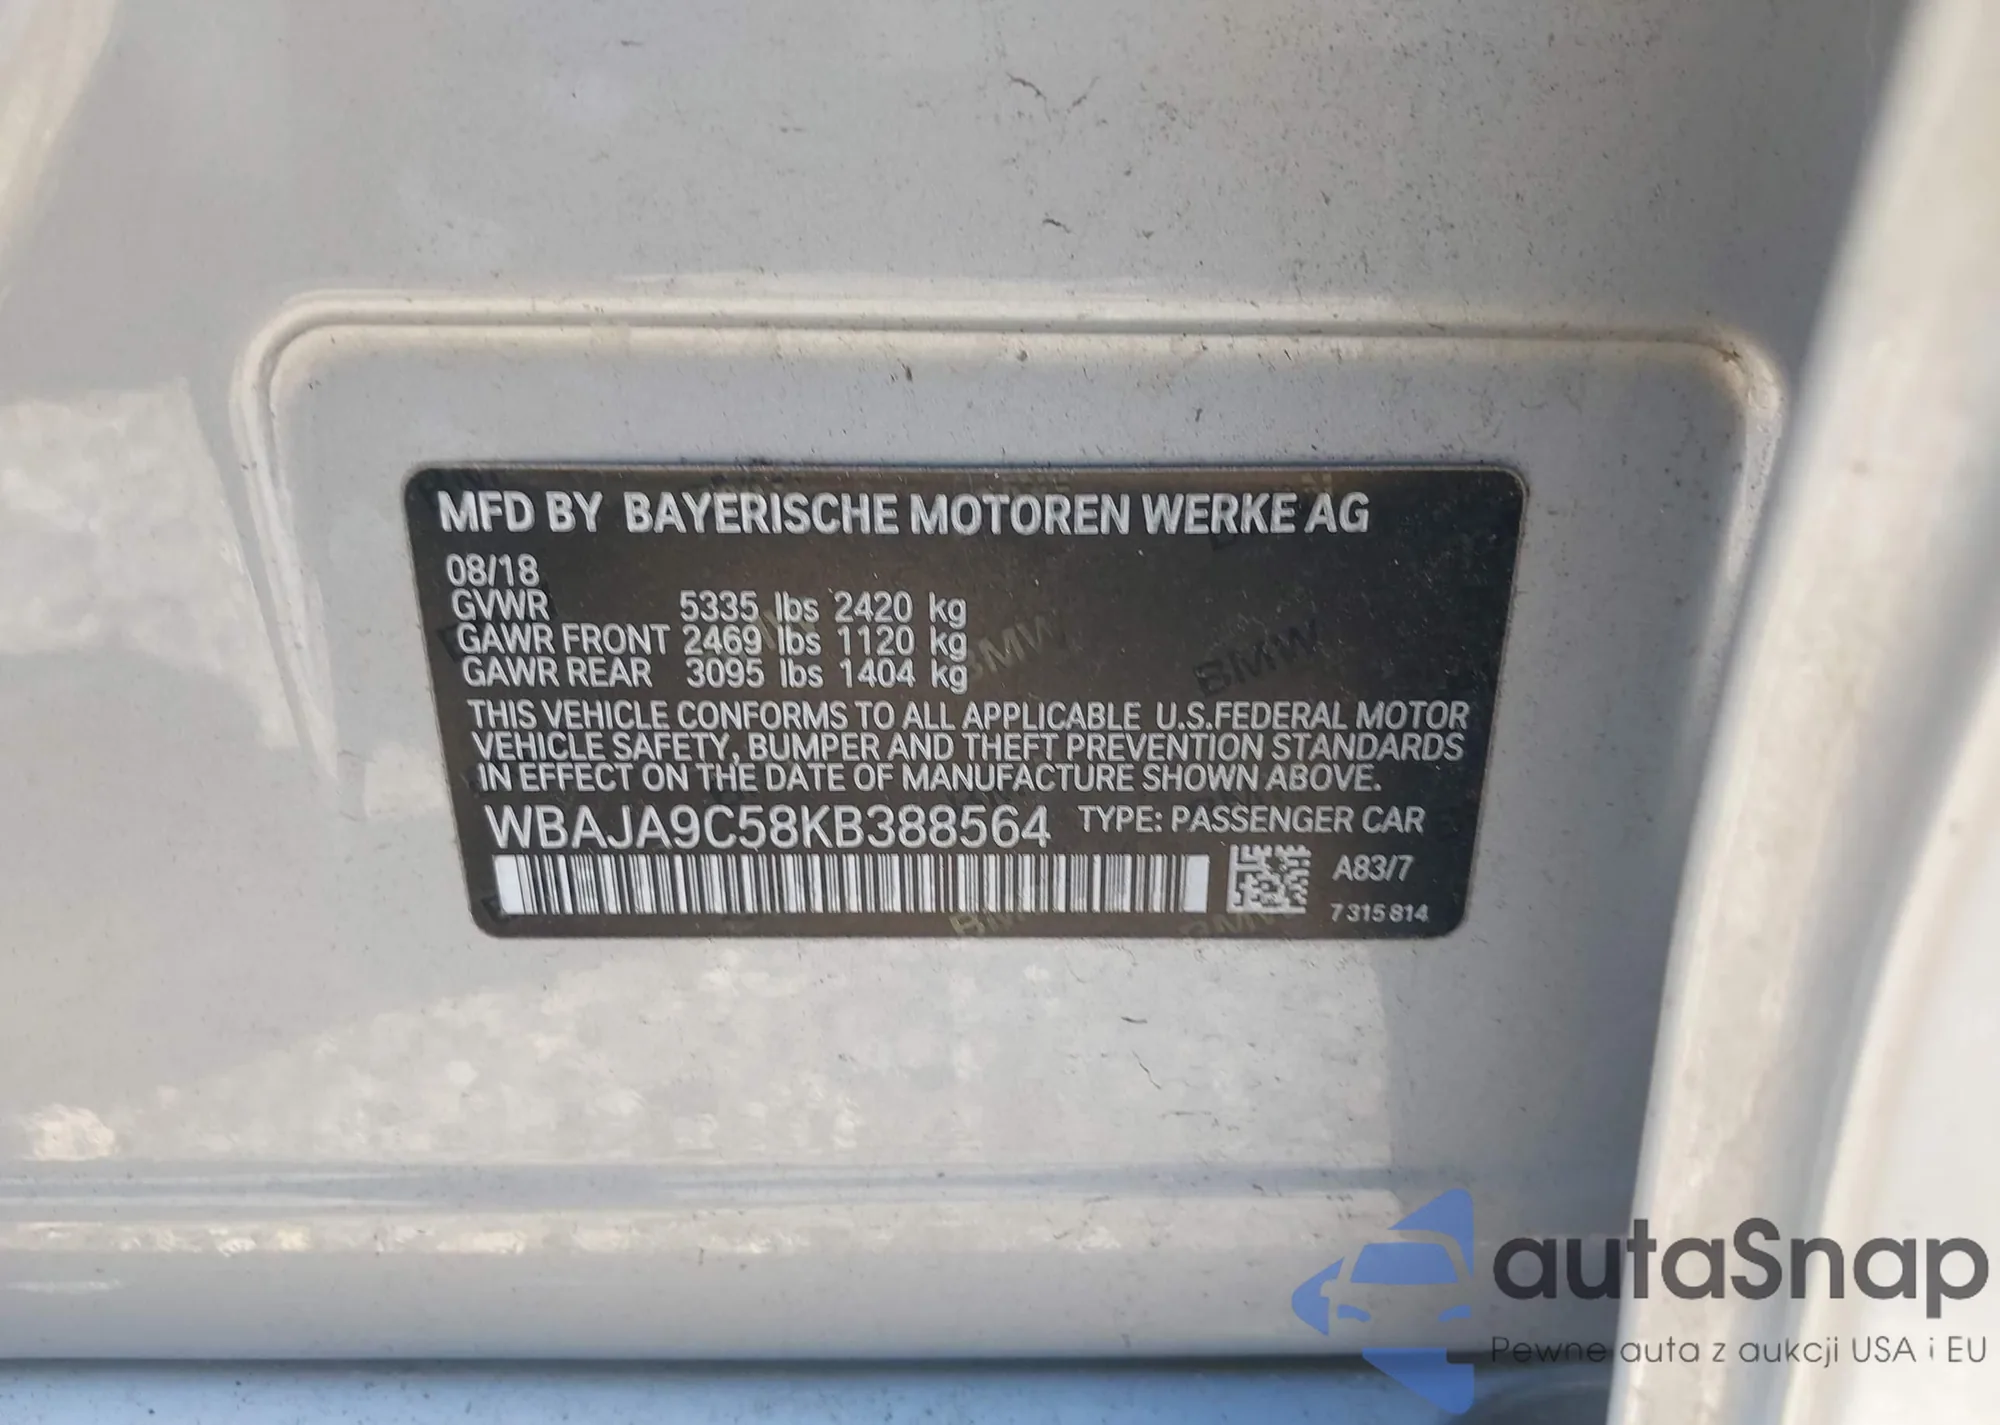 MFD BY BAYERISCHE MOTOREN WERKE AG
08/18
GVWR 5335 lbs 2420 kg
GAWR FRONT 2469 lbs 1120 kg
GAWR REAR 3095 lbs 1404 kg
THIS VEHICLE CONFORMS TO ALL APPLICABLE U.S.FEDERAL MOTOR
VEHICLE SAFETY, BUMPER AND THEFT PREVENTION STANDARDS
IN EFFECT ON THE DATE OF MANUFACTURE SHOWN ABOVE.
WBAJA9C58KB388564 TYPE: PASSENGER CAR
A83/7
7315814
BMW
BMW
autaSnap
Pewne auta z aukcji USA i EU